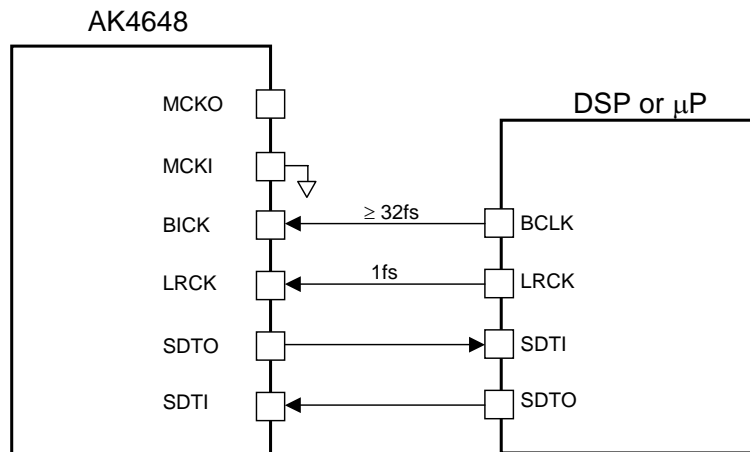 AK4648
DSP or μP
MCKO
MCKI
BICK
≥ 32fs
BCLK
LRCK
1fs
LRCK
SDTO
SDTI
SDTI
SDTO